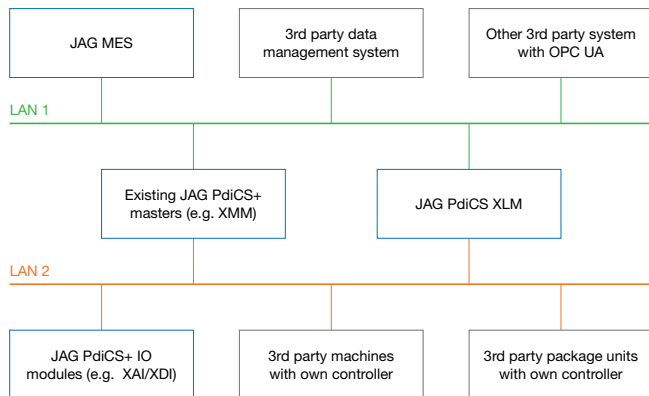 JAG MES
3rd party data
management system
Other 3rd party system
with OPC UA
LAN 1
Existing JAG PdiCS+
masters (e.g. XMM)
JAG PdiCS XLM
LAN 2
JAG PdiCS+ IO
modules (e.g. XAI/XDI)
3rd party machines
with own controller
3rd party package units
with own controller